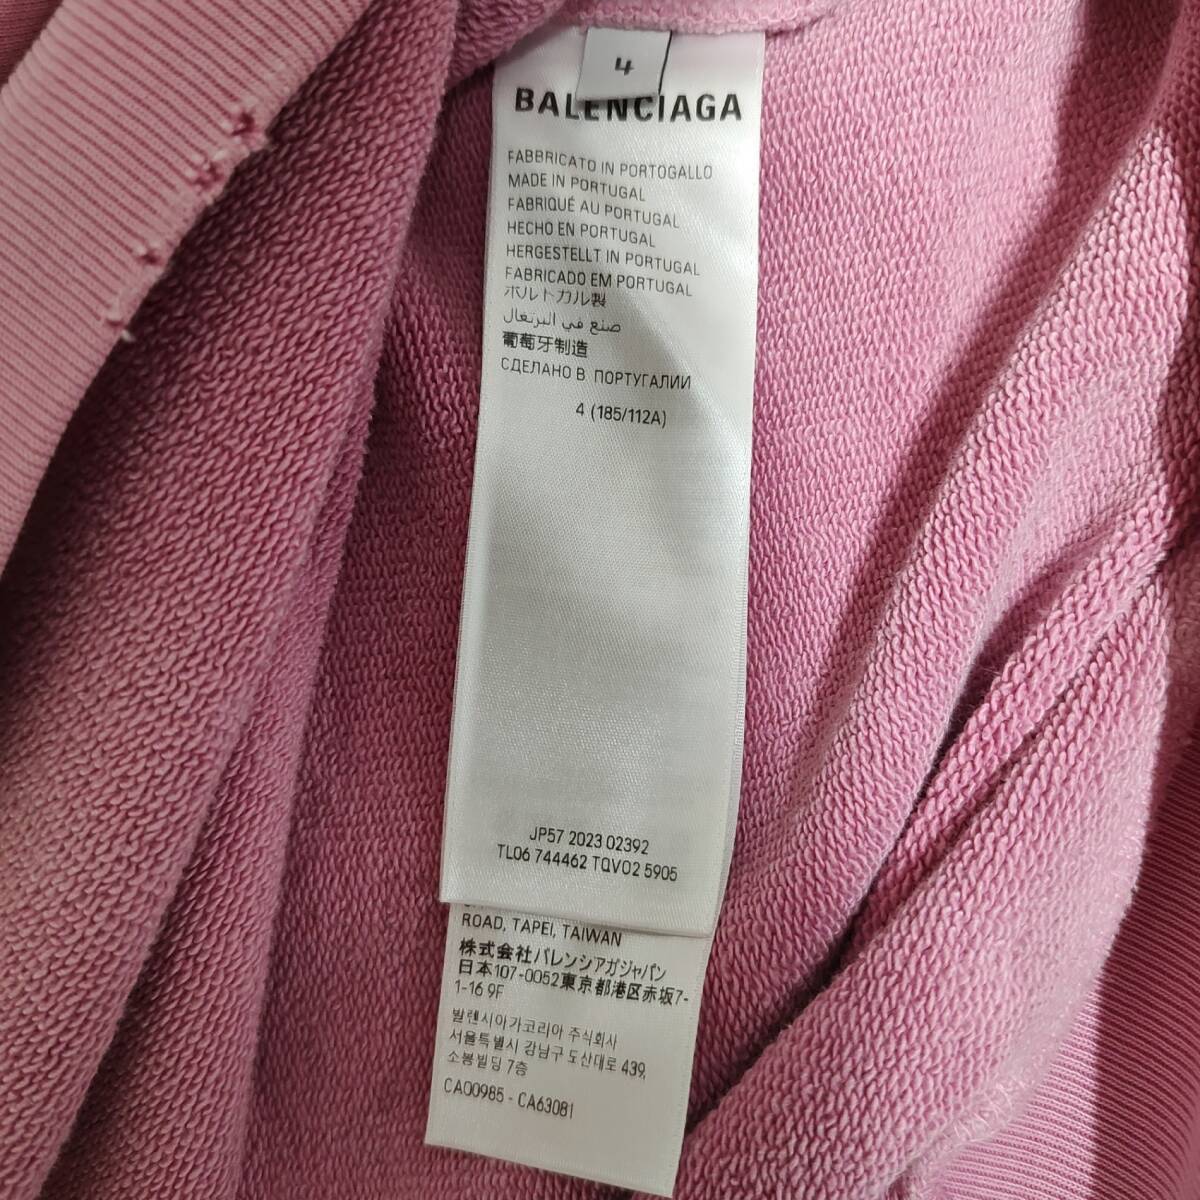 4
BALENCIAGA
FABBRICATO IN PORTOGALLO
MADE IN PORTUGAL
FABRIQUÉ AU PORTUGAL
HECHO EN PORTUGAL
HERGESTELLT IN PORTUGAL
FABRICADO EM PORTUGAL
ポルトカル製
صنع في البرتغال
葡萄牙制造
СДЕЛАНО В ПОРТУГАЛИИ
4 (185/112A)
JP57 2023 02392
TL06 744462 TQV02 5905
ROAD, TAPEI, TAIWAN
株式会社バレンシアガジャパン
日本107-0052東京都港区赤坂7-
1-16 9F
발렌시아가코리아 주식회사
서울특별시 강남구 도산대로 439,
소봉빌딩 7층
CA00985 - CA63081